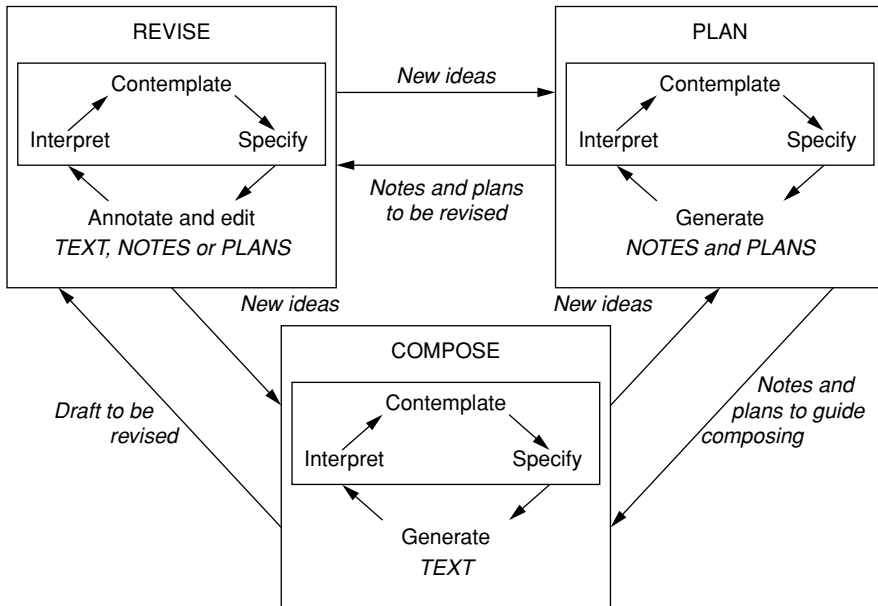 REVISE
Contemplate
Interpret
Specify
Annotate and edit
TEXT, NOTES or PLANS
New ideas
Notes and plans
to be revised
PLAN
Contemplate
Interpret
Specify
Generate
NOTES and PLANS
New ideas
New ideas
Draft to be
revised
COMPOSE
Contemplate
Interpret
Specify
Generate
TEXT
Notes and
plans to guide
composing